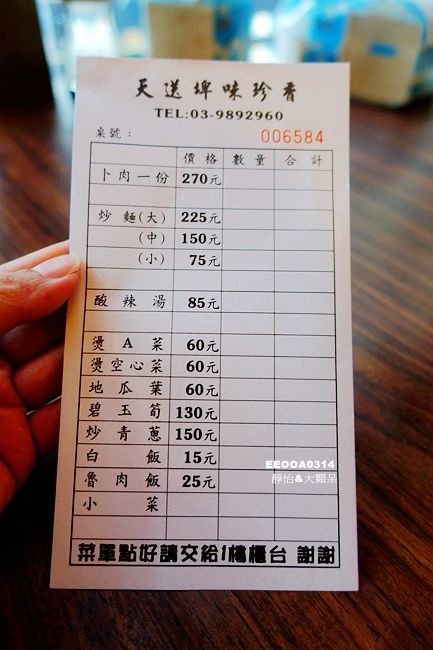 天送埤味珍香
TEL:03-9892960
桌號： 006584
價格 數量 合計
卜肉一份 270元
炒麵(大) 225元
(中) 150元
(小) 75元
酸辣湯 85元
燙A菜 60元
燙空心菜 60元
地瓜葉 60元
碧玉筍 130元
炒青蔥 150元
白飯 15元
魯肉飯 25元
小菜
EEOOA0314
靜怡&大顆呆
菜單點好請交給1樓櫃台 謝謝